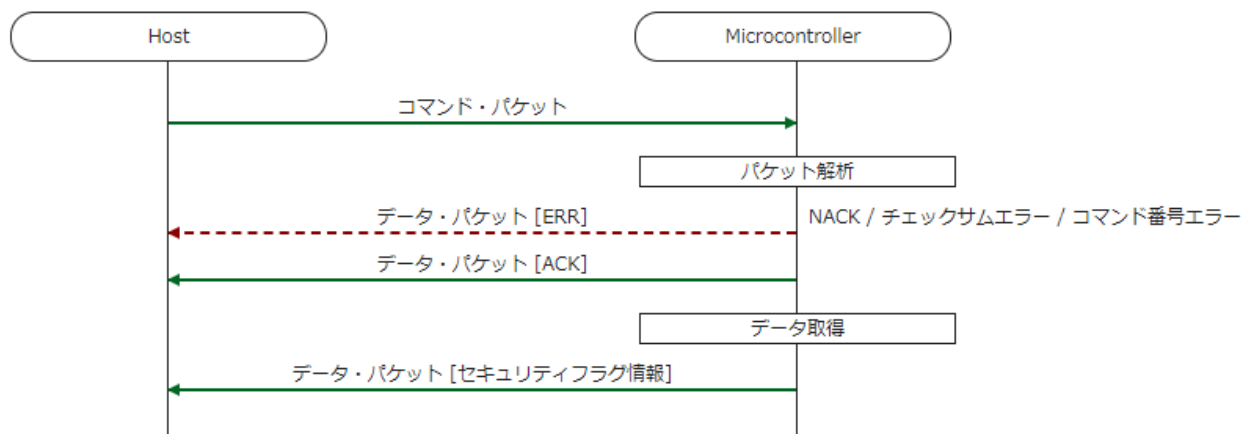 Host
Microcontroller
コマンド・パケット
パケット解析
データ・パケット [ERR]
NACK / チェックサムエラー / コマンド番号エラー
データ・パケット [ACK]
データ取得
データ・パケット [セキュリティフラグ情報]